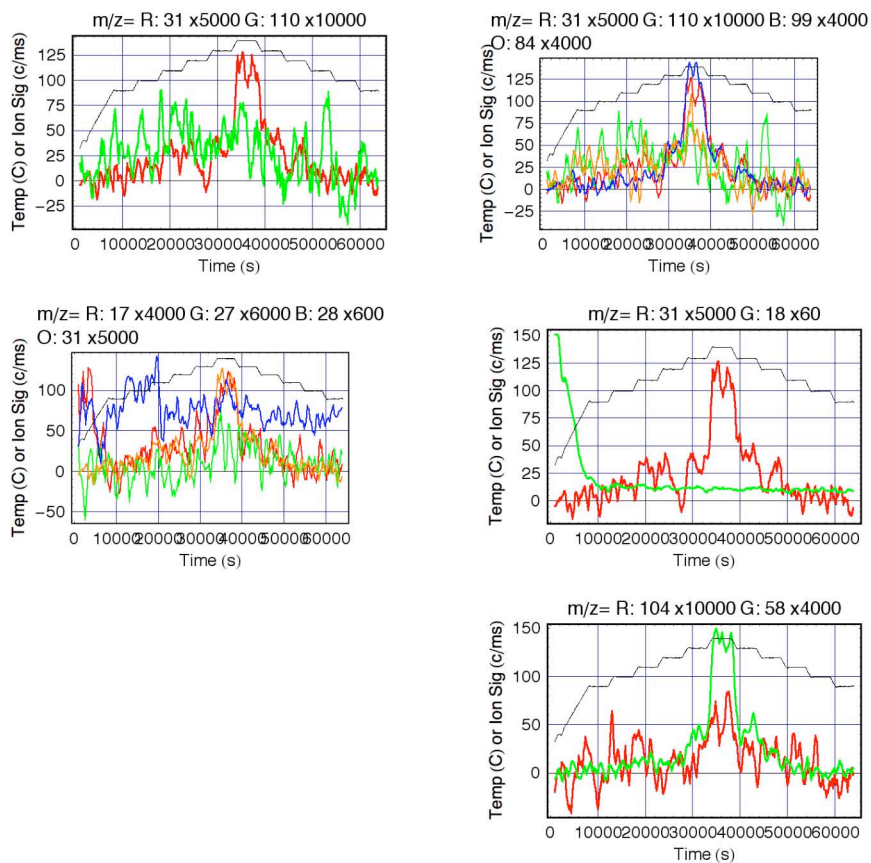 m/z= R: 31 x5000 G: 110 x10000
Temp (C) or Ion Sig (c/ms)
125
100
75
50
25
0
−25
0 10000 20000 30000 40000 50000 60000
Time (s)
m/z= R: 31 x5000 G: 110 x10000 B: 99 x4000
O: 84 x4000
Temp (C) or Ion Sig (c/ms)
125
100
75
50
25
0
−25
0 10000 20000 30000 40000 50000 60000
Time (s)
m/z= R: 17 x4000 G: 27 x6000 B: 28 x600
O: 31 x5000
Temp (C) or Ion Sig (c/ms)
100
50
0
−50
0 10000 20000 30000 40000 50000 60000
Time (s)
m/z= R: 31 x5000 G: 18 x60
Temp (C) or Ion Sig (c/ms)
150
125
100
75
50
25
0
0 10000 20000 30000 40000 50000 60000
Time (s)
m/z= R: 104 x10000 G: 58 x4000
Temp (C) or Ion Sig (c/ms)
150
100
50
0
0 10000 20000 30000 40000 50000 60000
Time (s)